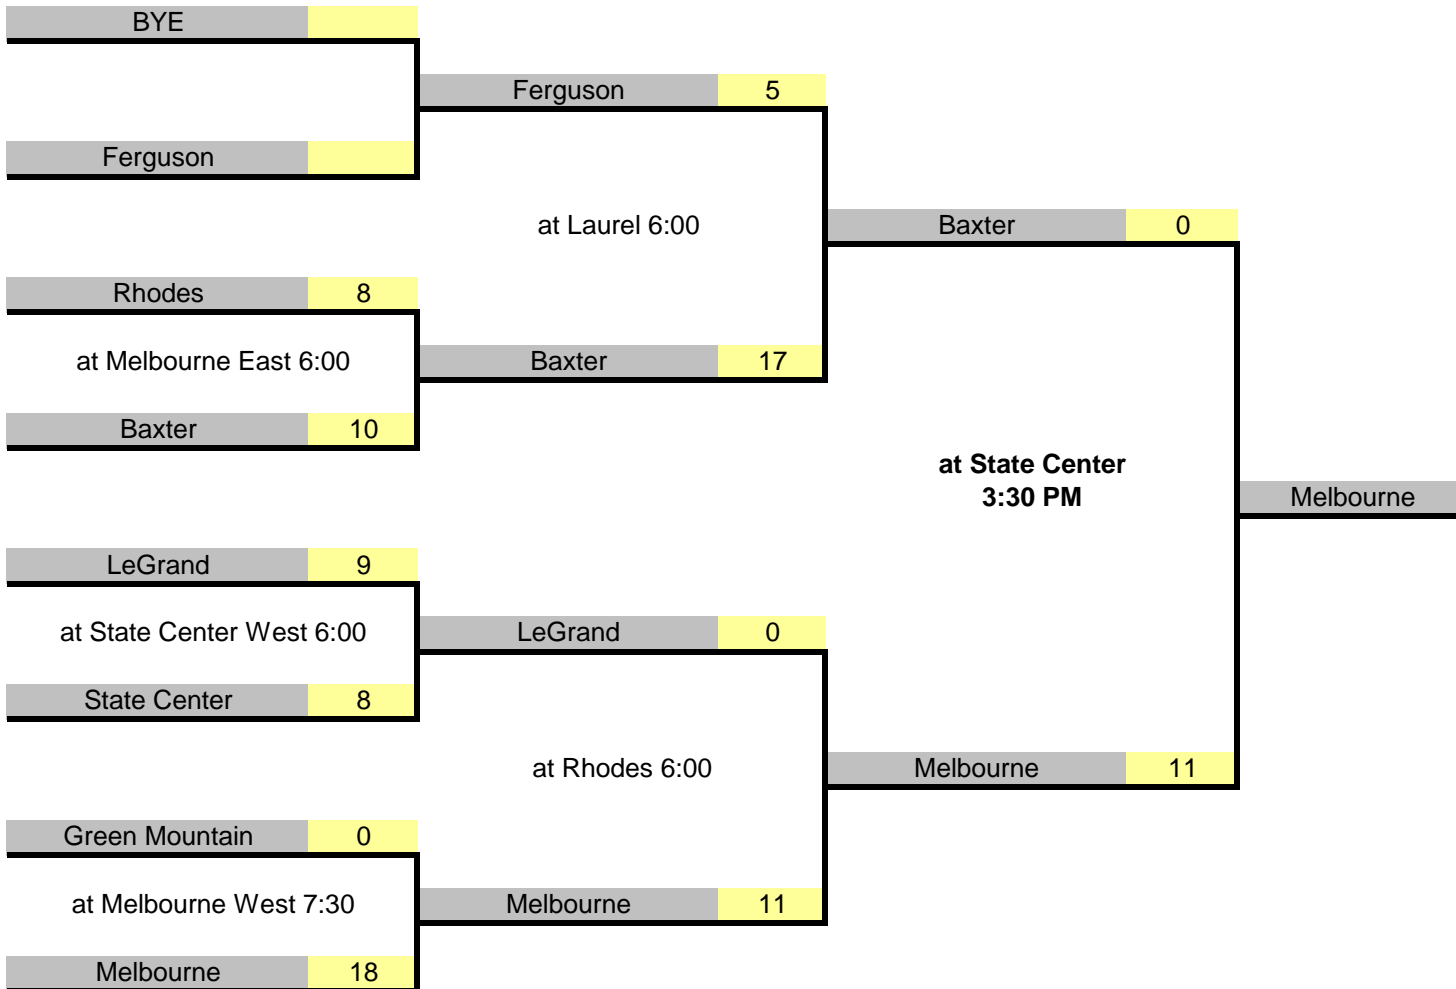 BYE
Ferguson 5
Ferguson
at Laurel 6:00
Baxter 0
Rhodes 8
at Melbourne East 6:00
Baxter 17
Baxter 10
at State Center
3:30 PM
Melbourne
LeGrand 9
at State Center West 6:00
LeGrand 0
State Center 8
at Rhodes 6:00
Melbourne 11
Green Mountain 0
at Melbourne West 7:30
Melbourne 11
Melbourne 18